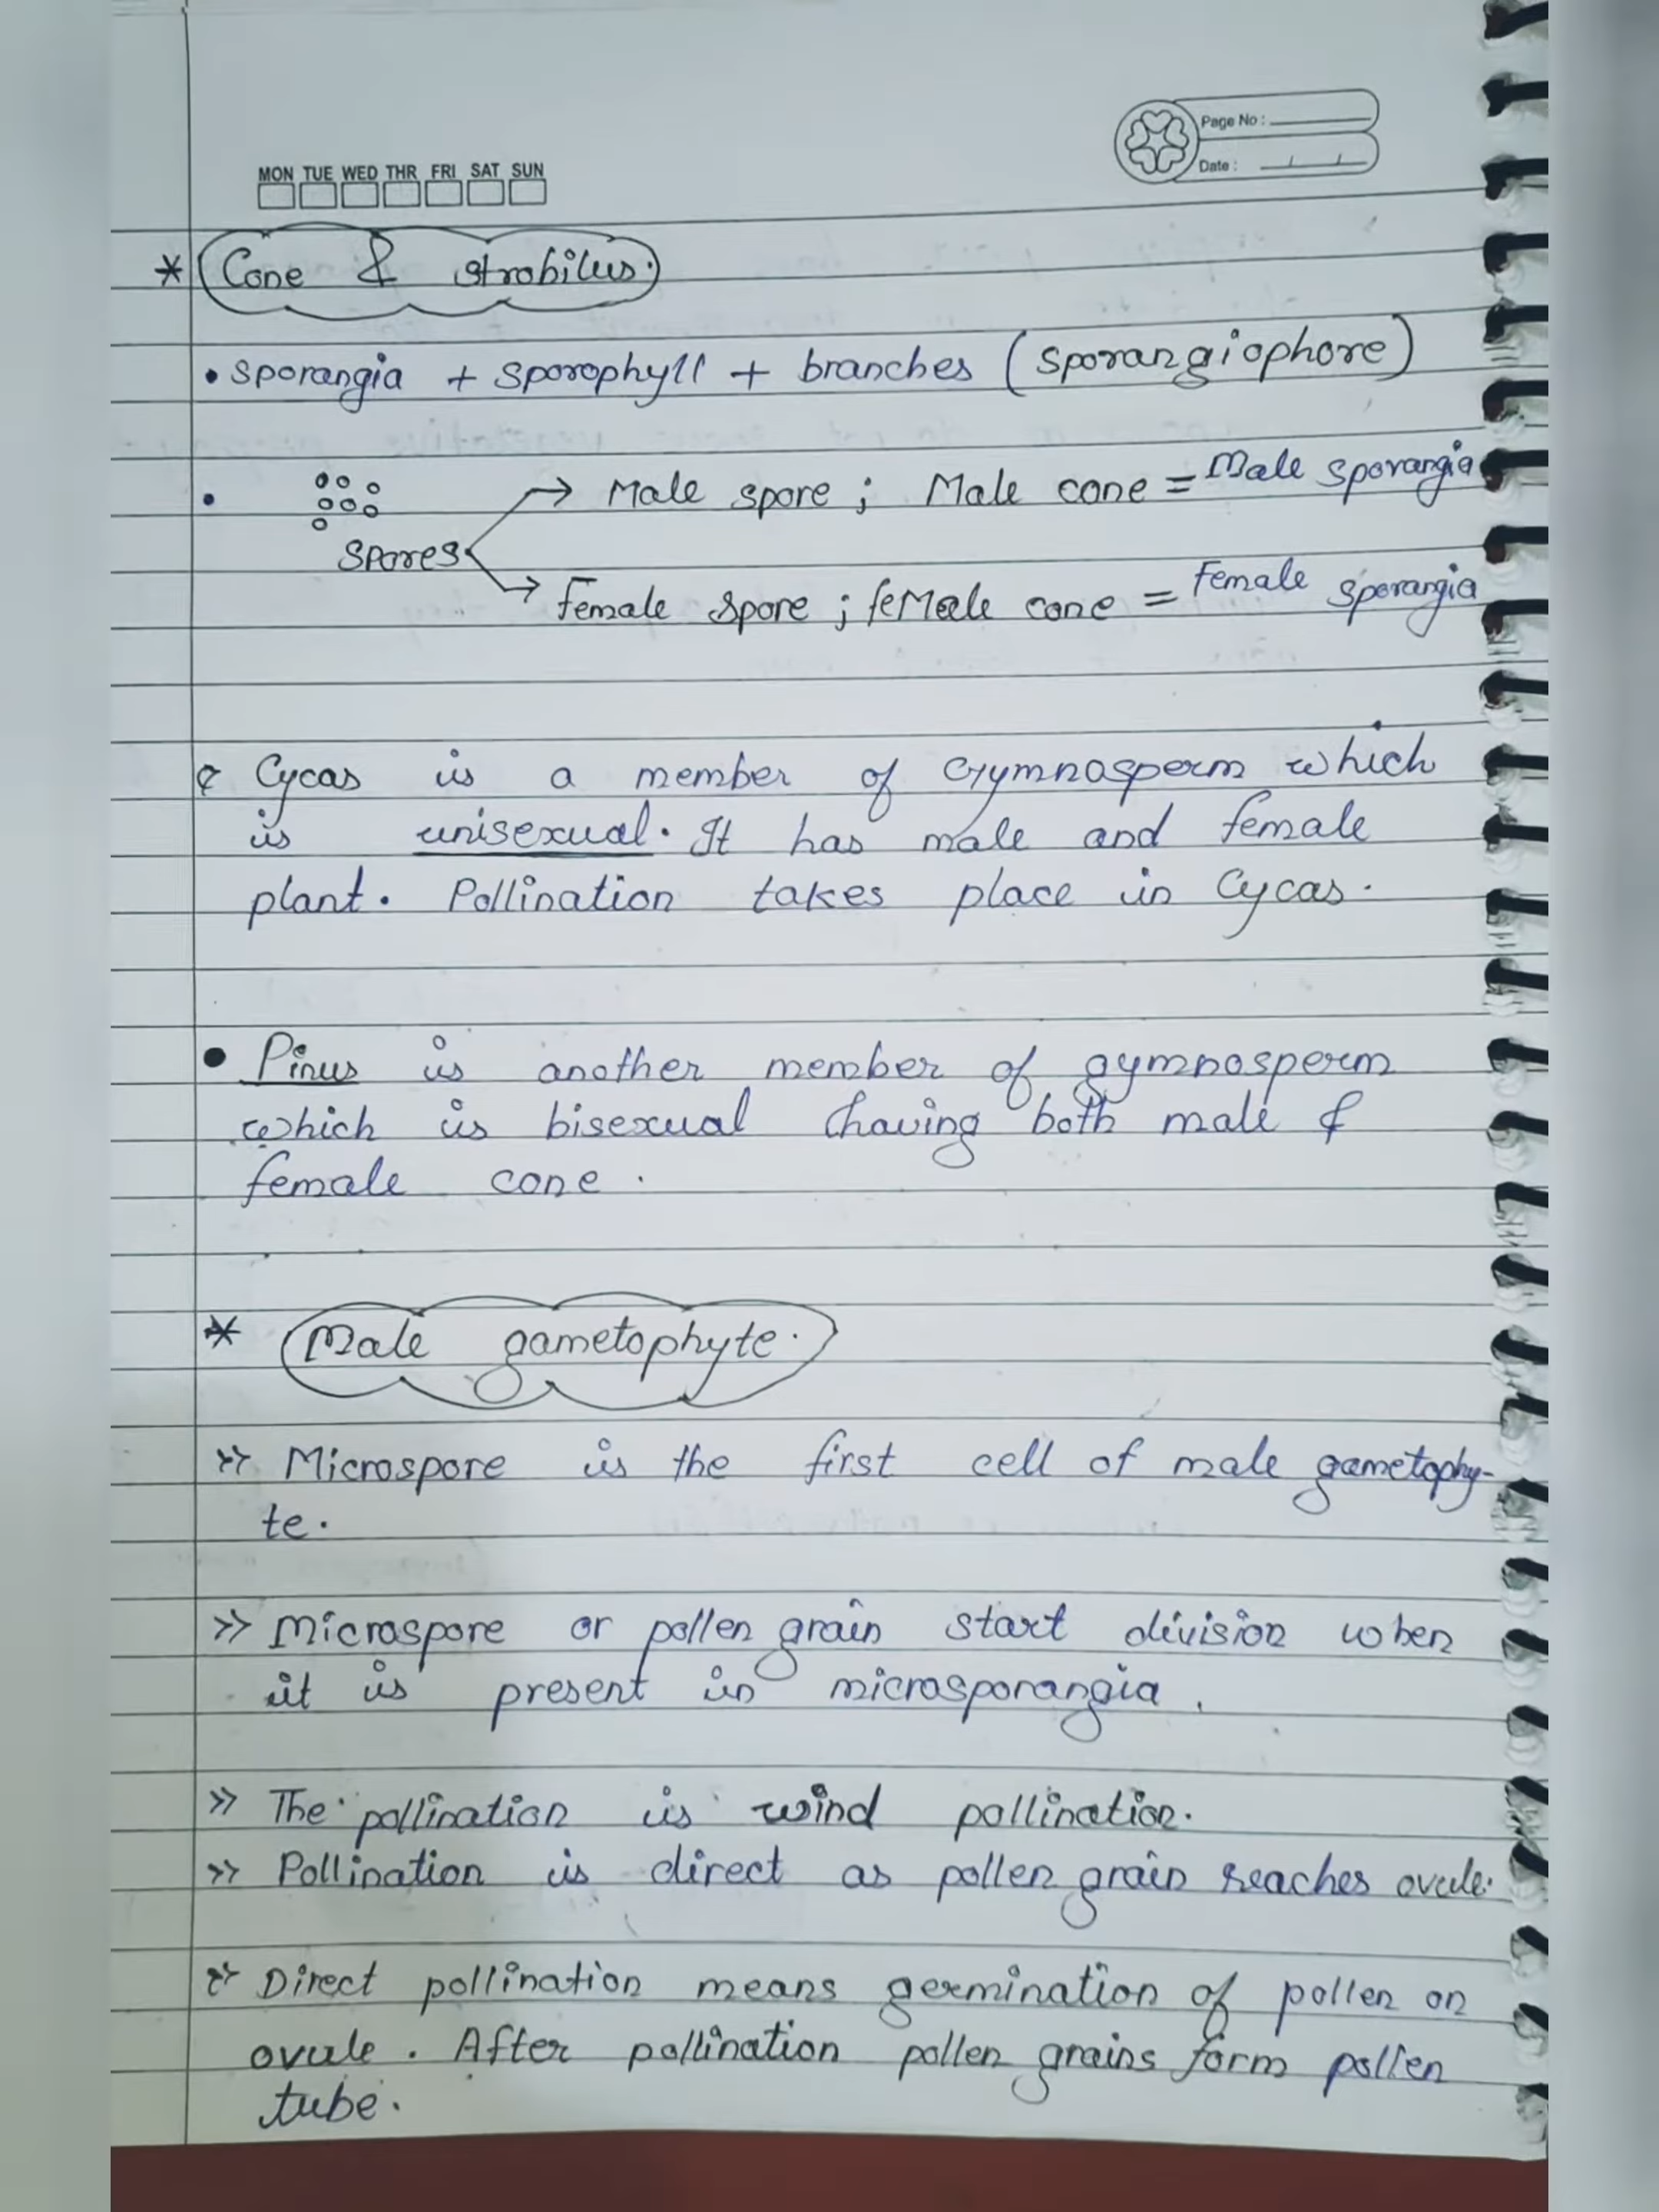 Page No :
Date :
MON TUE WED THR FRI SAT SUN
* Cone & strobilus.
• sporangia + sporophyll + branches (sporangiophore)
• → Male spore ; Male cone = Male sporangia
spores
→ female spore ; feMale cone = Female sporangia
Cycas is a member of Gymnosperm which
is unisexual. It has male and female
plant. Pollination takes place in Cycas.
• Pinus is another member of gymnosperm
which is bisexual having both male &
female cone.
* Male gametophyte.
>> Microspore is the first cell of male gametophy-
te.
>> Microspore or pollen grain start division when
it is present in microsporangia.
>> The pollination is wind pollination.
>> Pollination is direct as pollen grain reaches ovule.
>> Direct pollination means germination of pollen on
ovule. After pollination pollen grains form pollen
tube.